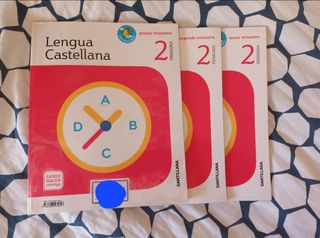 Lengua
Castellana
primer trimestre
2
PRIMARIA
A
D
B
C
SABER
HACER
contigo
SANTILLANA
segundo trimestre
2
PRIMARIA
SANTILLANA
tercer trimestre
2
PRIMARIA
SANTILLANA